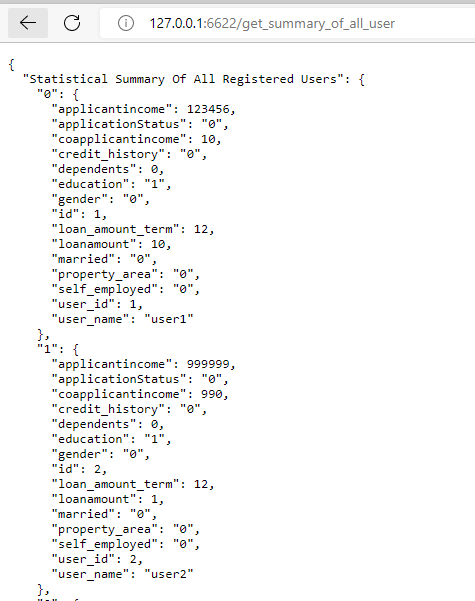 127.0.0.1:6622/get_summary_of_all_user
{
  "Statistical Summary Of All Registered Users": {
    "0": {
      "applicantincome": 123456,
      "applicationStatus": "0",
      "coapplicantincome": 10,
      "credit_history": "0",
      "dependents": 0,
      "education": "1",
      "gender": "0",
      "id": 1,
      "loan_amount_term": 12,
      "loanamount": 10,
      "married": "0",
      "property_area": "0",
      "self_employed": "0",
      "user_id": 1,
      "user_name": "user1"
    },
    "1": {
      "applicantincome": 999999,
      "applicationStatus": "0",
      "coapplicantincome": 990,
      "credit_history": "0",
      "dependents": 0,
      "education": "1",
      "gender": "0",
      "id": 2,
      "loan_amount_term": 12,
      "loanamount": 1,
      "married": "0",
      "property_area": "0",
      "self_employed": "0",
      "user_id": 2,
      "user_name": "user2"
    },